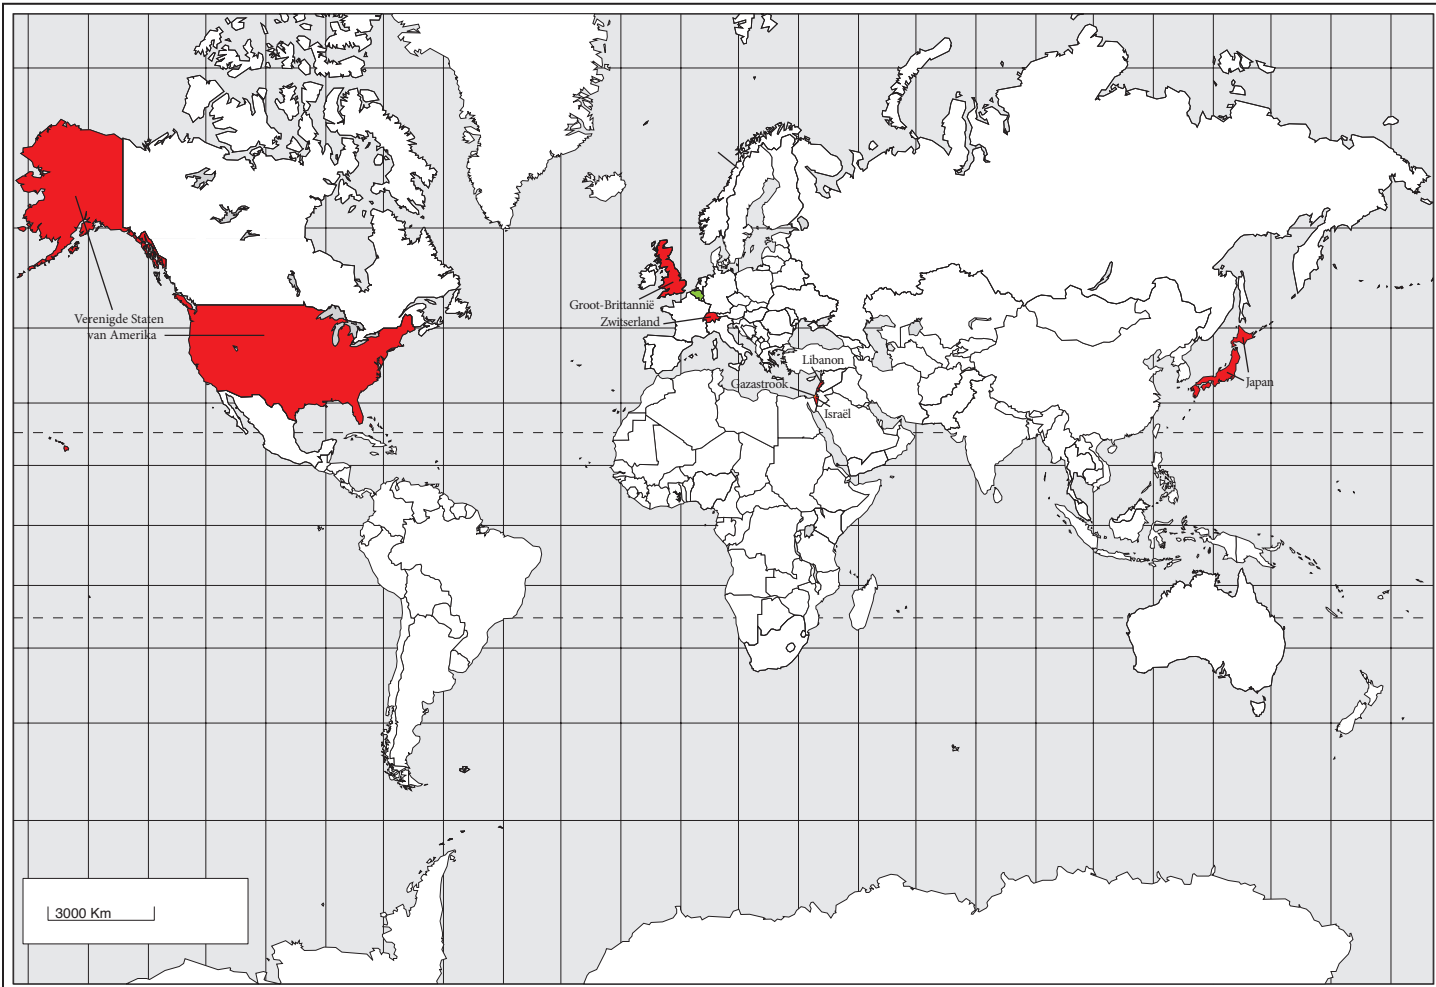 Verenigde Staten
van Amerika
Groot-Brittannië
Zwitserland
Libanon
Gazastrook
Israël
Japan
3000 Km